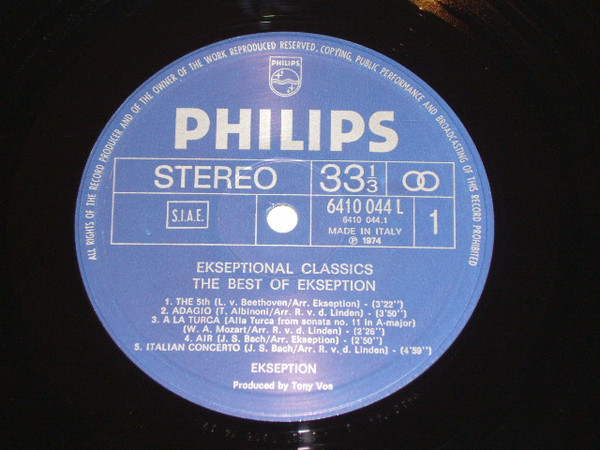 ALL RIGHTS OF THE RECORD PRODUCER AND OF THE OWNER OF THE WORK REPRODUCED RESERVED. COPYING, PUBLIC PERFORMANCE AND BROADCASTING OF THIS RECORD PROHIBITED
PHILIPS
PHILIPS
STEREO 33 1/3
S.I.A.E. 6410 044 L
6410 044.1
MADE IN ITALY
℗ 1974
1
EKSEPTIONAL CLASSICS
THE BEST OF EKSEPTION
1. THE 5th (L. v. Beethoven/Arr. Ekseption) - (3'22")
2. ADAGIO (T. Albinoni/Arr. R. v. d. Linden) - (3'50")
3. A LA TURCA (Alla Turca from sonata no. 11 in A-major)
(W. A. Mozart/Arr. R. v. d. Linden) - (2'26")
4. AIR (J. S. Bach/Arr. Ekseption) - (2'50")
5. ITALIAN CONCERTO (J. S. Bach/Arr. R. v. d. Linden) - (4'59")
EKSEPTION
Produced by Tony Vos